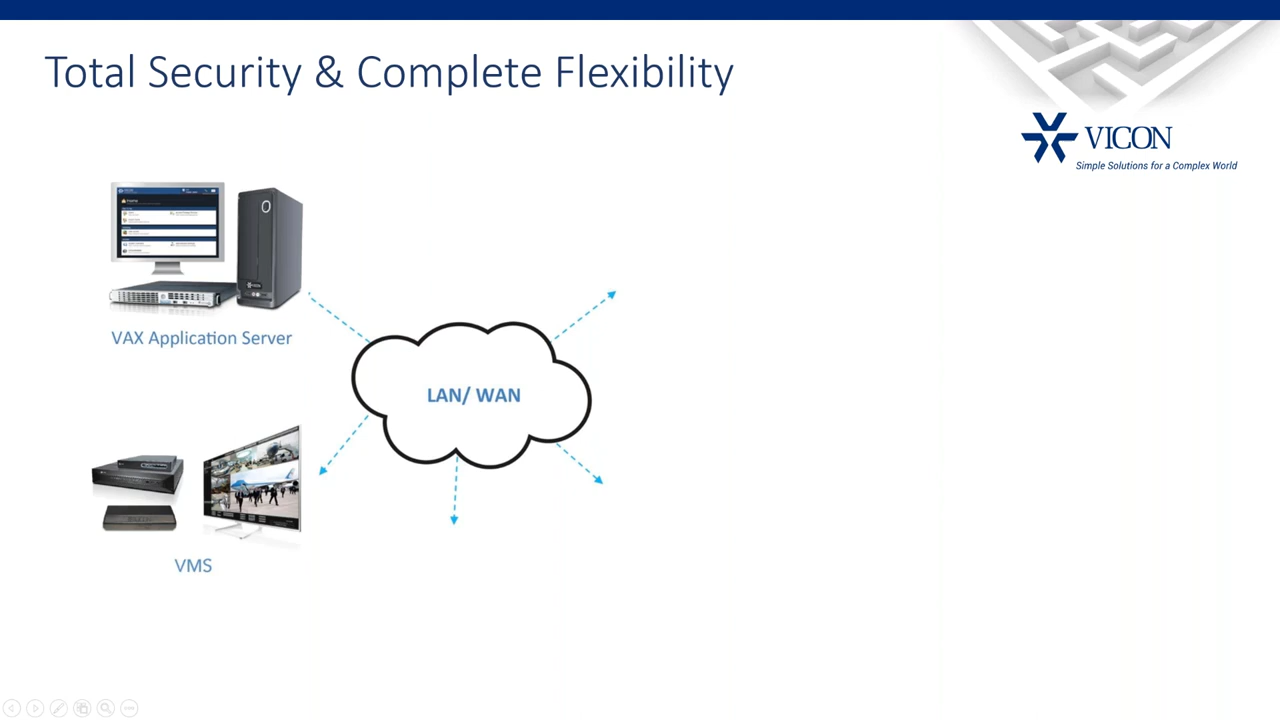 Total Security & Complete Flexibility
VICON
Simple Solutions for a Complex World
VAX Application Server
LAN/ WAN
VMS